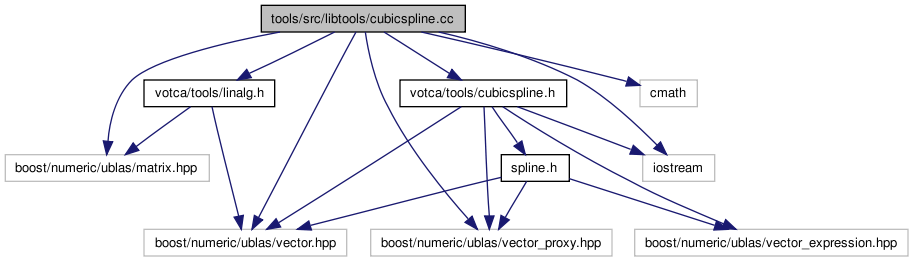 tools/src/libtools/cubicspline.cc
votca/tools/linalg.h
votca/tools/cubicspline.h
cmath
boost/numeric/ublas/matrix.hpp
spline.h
iostream
boost/numeric/ublas/vector.hpp
boost/numeric/ublas/vector_proxy.hpp
boost/numeric/ublas/vector_expression.hpp